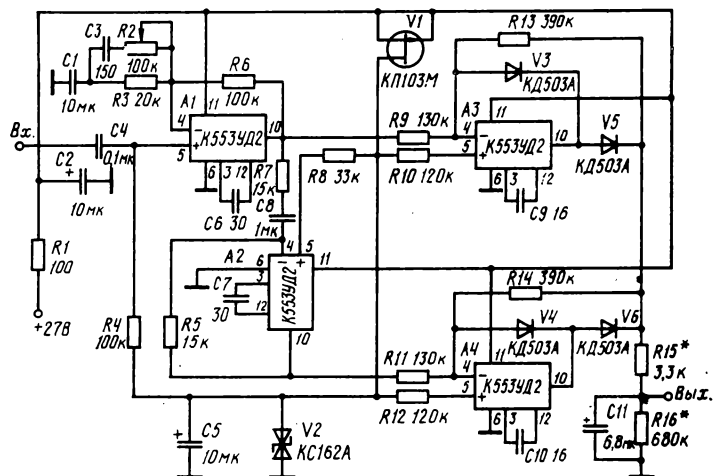 R13 390к
V1
C3
R2
V3
C1
150
100к
R6
КП103М
КД503А
10мк
R3 20к
100к
A1
11
A3
11
V5
Вх.
C4
4
10
R9 130к
4
10
− К553УД2
− К553УД2
5
+
5
+
0,1мк
6 3 12
R7
R8 33к
R10 120к
6 3 12
КД503А
C2
15к
+
C6 30
C8
C9 16
10мк
1мк
R1
4 5
R14 390к
100
A2
6
− +
11
3
C7
К553УД2
V4
V6
+27В
30
12
КД503А
КД503А
R4
R5
10
A4
11
R15*
100к
15к
R11 130к
4
10
3,3к
− К553УД2
Вых.
5
+
R12 120к
6 3 12
C11
R16*
C5
V2
+
6,8мк
680к
+
КС162А
10мк
C10 16